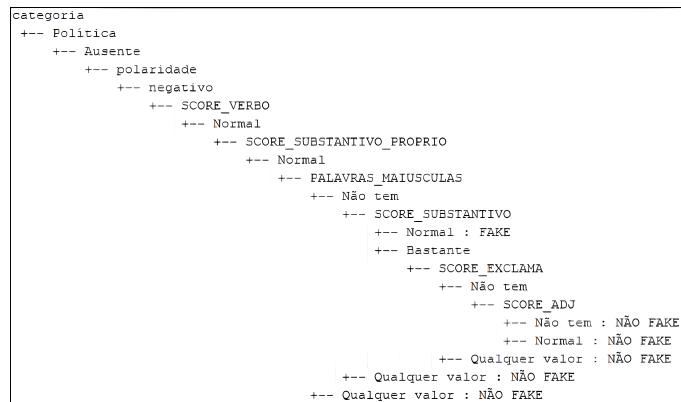 categoria
+-- Política
+-- Ausente
+-- polaridade
+-- negativo
+-- SCORE_VERBO
+-- Normal
+-- SCORE_SUBSTANTIVO_PROPRIO
+-- Normal
+-- PALAVRAS_MAIUSCULAS
+-- Não tem
+-- SCORE_SUBSTANTIVO
+-- Normal : FAKE
+-- Bastante
+-- SCORE_EXCLAMA
+-- Não tem
+-- SCORE_ADJ
+-- Não tem : NÃO FAKE
+-- Normal : NÃO FAKE
+-- Qualquer valor : NÃO FAKE
+-- Qualquer valor : NÃO FAKE
+-- Qualquer valor : NÃO FAKE